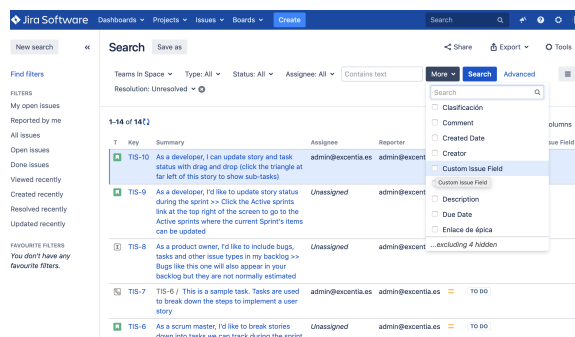 Jira Software Dashboards Projects Issues Boards Create Search
New search
Search Save as Share Export Tools
Find filters
Teams In Space Type: All Status: All Assignee: All Contains text More Search Advanced
Resolution: Unresolved
Search
FILTERS
My open issues
Reported by me
All issues
Open issues
Done issues
Viewed recently
Created recently
Resolved recently
Updated recently
FAVOURITE FILTERS
You don't have any
favourite filters.
1–14 of 14
T Key Summary Assignee Reporter
TIS-10 As a developer, I can update story and task admin@excentia.es admin@excent
status with drag and drop (click the triangle at
far left of this story to show sub-tasks)
TIS-9 As a developer, I'd like to update story status Unassigned admin@excent
during the sprint >> Click the Active sprints
link at the top right of the screen to go to the
Active sprints where the current Sprint's items
can be updated
TIS-8 As a product owner, I'd like to include bugs, Unassigned admin@excent
tasks and other issue types in my backlog >>
Bugs like this one will also appear in your
backlog but they are not normally estimated
TIS-7 TIS-6 / This is a sample task. Tasks are used admin@excentia.es admin@excentia.es TO DO
to break down the steps to implement a user
story
TIS-6 As a scrum master, I'd like to break stories Unassigned admin@excentia.es TO DO
down into tasks we can track during the sprint
Clasificación
Comment
Created Date
Creator
Custom Issue Field
Custom Issue Field
Description
Due Date
Enlace de épica
...excluding 4 hidden
olumns
sue Field